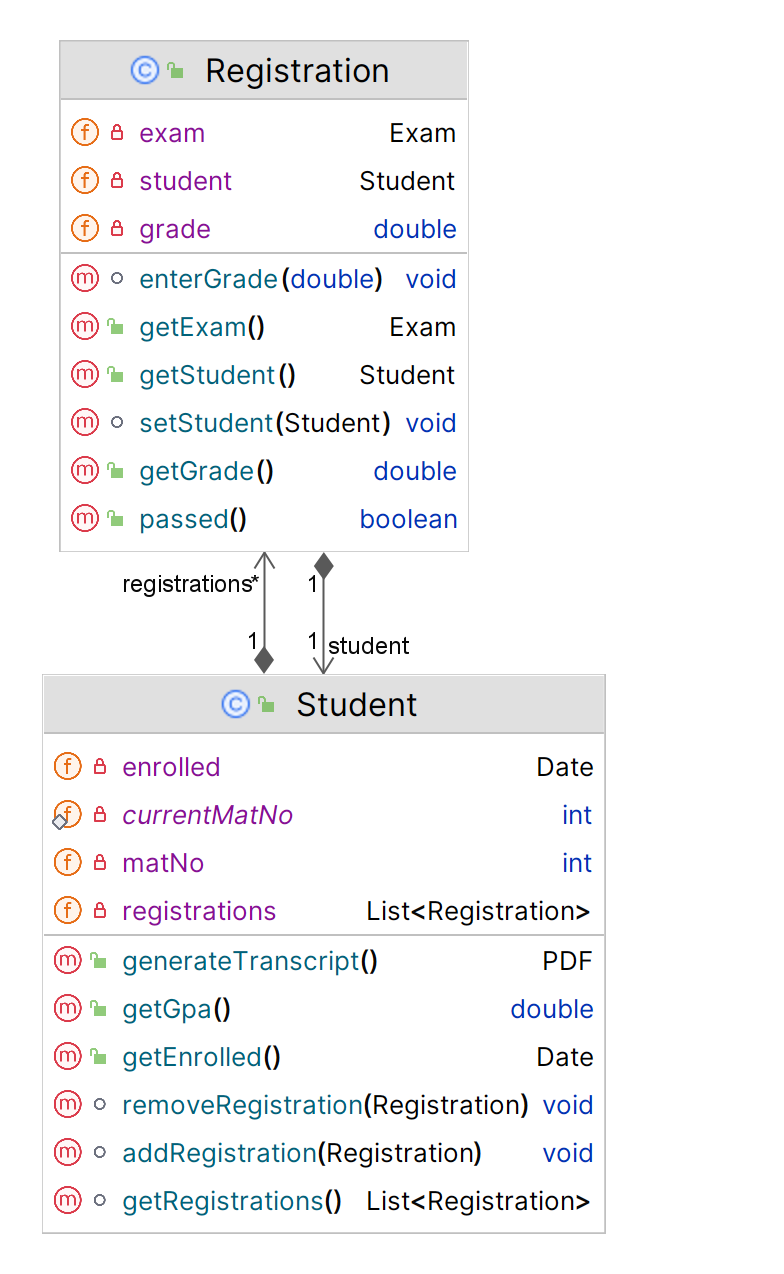 Registration
exam Exam
student Student
grade double
enterGrade(double) void
getExam() Exam
getStudent() Student
setStudent(Student) void
getGrade() double
passed() boolean
registrations* 1
1 1 student
Student
enrolled Date
currentMatNo int
matNo int
registrations List<Registration>
generateTranscript() PDF
getGpa() double
getEnrolled() Date
removeRegistration(Registration) void
addRegistration(Registration) void
getRegistrations() List<Registration>